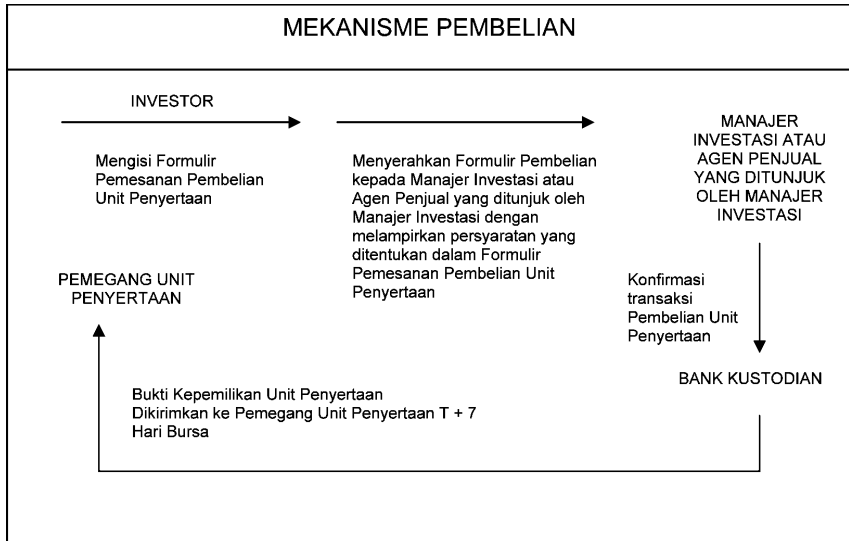 MEKANISME PEMBELIAN
INVESTOR
Mengisi Formulir
Pemesanan Pembelian
Unit Penyertaan
Menyerahkan Formulir Pembelian
kepada Manajer Investasi atau
Agen Penjual yang ditunjuk oleh
Manajer Investasi dengan
melampirkan persyaratan yang
ditentukan dalam Formulir
Pemesanan Pembelian Unit
Penyertaan
MANAJER
INVESTASI ATAU
AGEN PENJUAL
YANG DITUNJUK
OLEH MANAJER
INVESTASI
Konfirmasi
transaksi
Pembelian Unit
Penyertaan
BANK KUSTODIAN
Bukti Kepemilikan Unit Penyertaan
Dikirimkan ke Pemegang Unit Penyertaan T + 7
Hari Bursa
PEMEGANG UNIT
PENYERTAAN